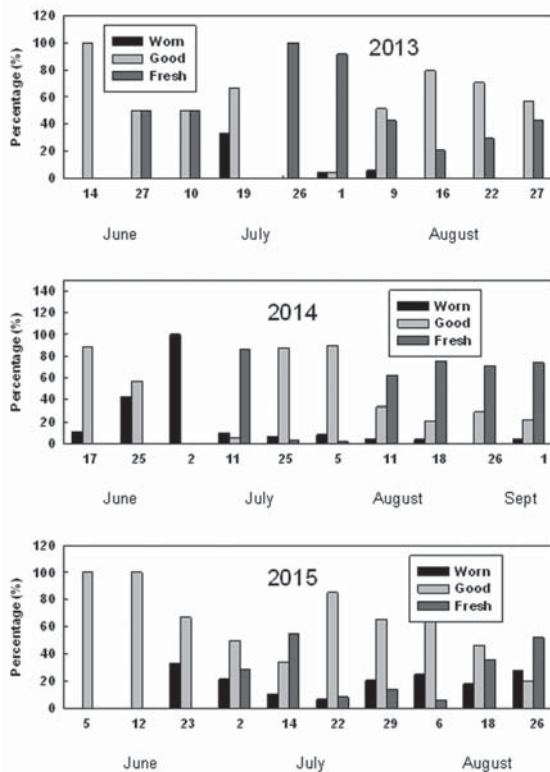 120
100
80
60
40
20
0
Percentage (%)
Worn
Good
Fresh
2013
14 27 10 19 26 1 9 16 22 27
June July August
140
120
100
80
60
40
20
0
Percentage (%)
2014
Worn
Good
Fresh
17 25 2 11 25 5 11 18 26 1
June July August Sept
120
100
80
60
40
20
0
Percentage (%)
2015
Worn
Good
Fresh
5 12 23 2 14 22 29 6 18 26
June July August